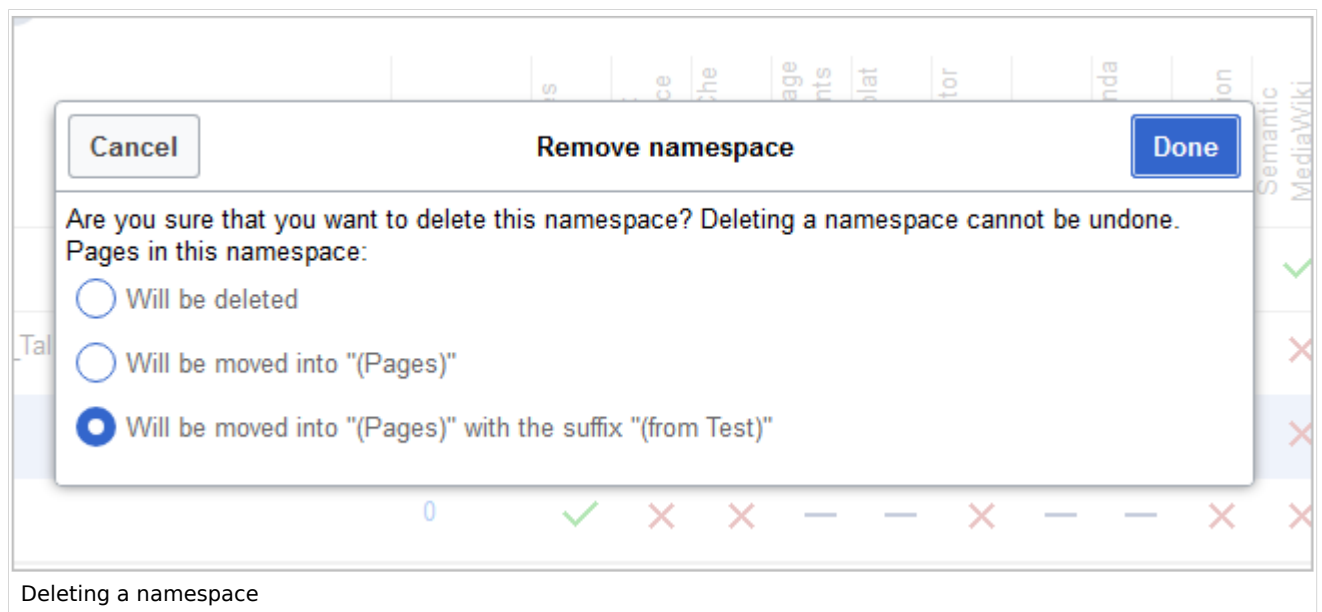 Semantic
MediaWiki
Cancel
Remove namespace
Done
Are you sure that you want to delete this namespace? Deleting a namespace cannot be undone.
Pages in this namespace:
Will be deleted
Will be moved into "(Pages)"
Will be moved into "(Pages)" with the suffix "(from Test)"
0
Deleting a namespace